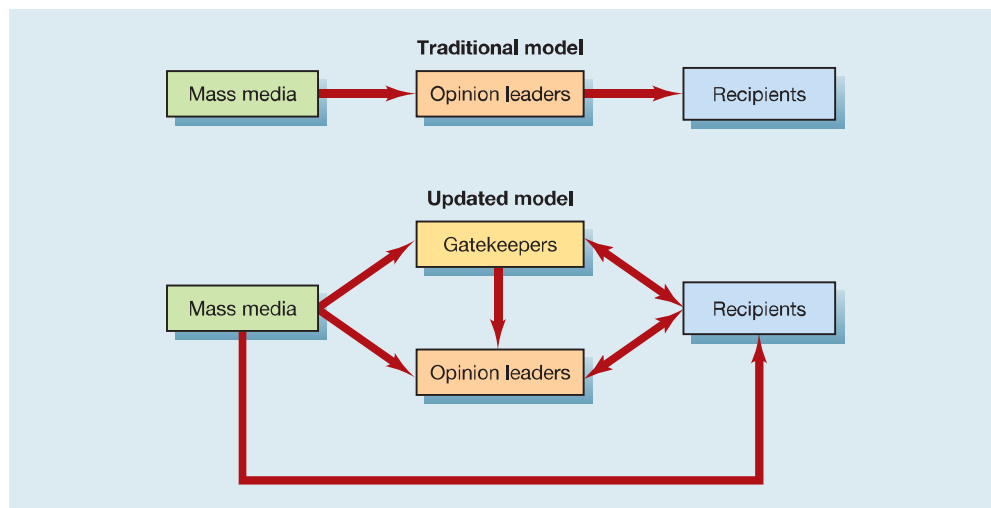 Traditional model
Mass media
Opinion leaders
Recipients
Updated model
Gatekeepers
Mass media
Recipients
Opinion leaders